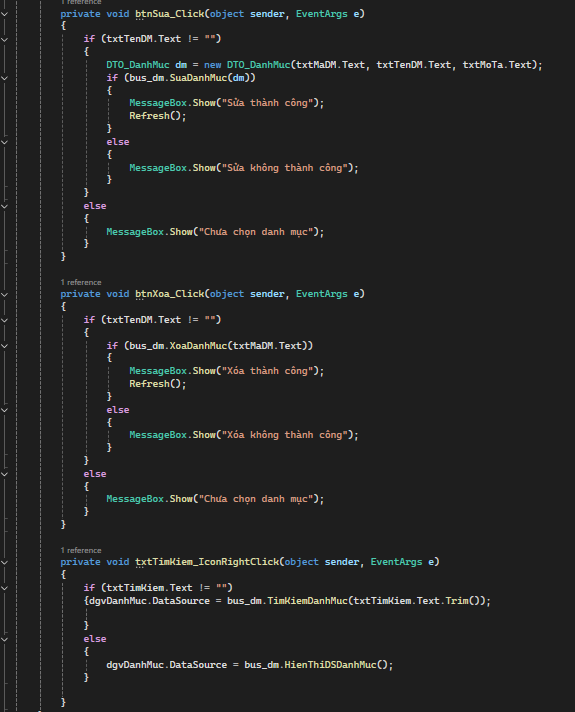 1 reference
private void btnSua_Click(object sender, EventArgs e)
{
if (txtTenDM.Text != "")
{
DTO_DanhMuc dm = new DTO_DanhMuc(txtMaDM.Text, txtTenDM.Text, txtMoTa.Text);
if (bus_dm.SuaDanhMuc(dm))
{
MessageBox.Show("Sửa thành công");
Refresh();
}
else
{
MessageBox.Show("Sửa không thành công");
}
}
else
{
MessageBox.Show("Chưa chọn danh mục");
}
}
1 reference
private void btnXoa_Click(object sender, EventArgs e)
{
if (txtTenDM.Text != "")
{
if (bus_dm.XoaDanhMuc(txtMaDM.Text))
{
MessageBox.Show("Xóa thành công");
Refresh();
}
else
{
MessageBox.Show("Xóa không thành công");
}
}
else
{
MessageBox.Show("Chưa chọn danh mục");
}
}
1 reference
private void txtTimKiem_IconRightClick(object sender, EventArgs e)
{
if (txtTimKiem.Text != "")
{dgvDanhMuc.DataSource = bus_dm.TimKiemDanhMuc(txtTimKiem.Text.Trim());
}
else
{
dgvDanhMuc.DataSource = bus_dm.HienThiDSDanhMuc();
}
}